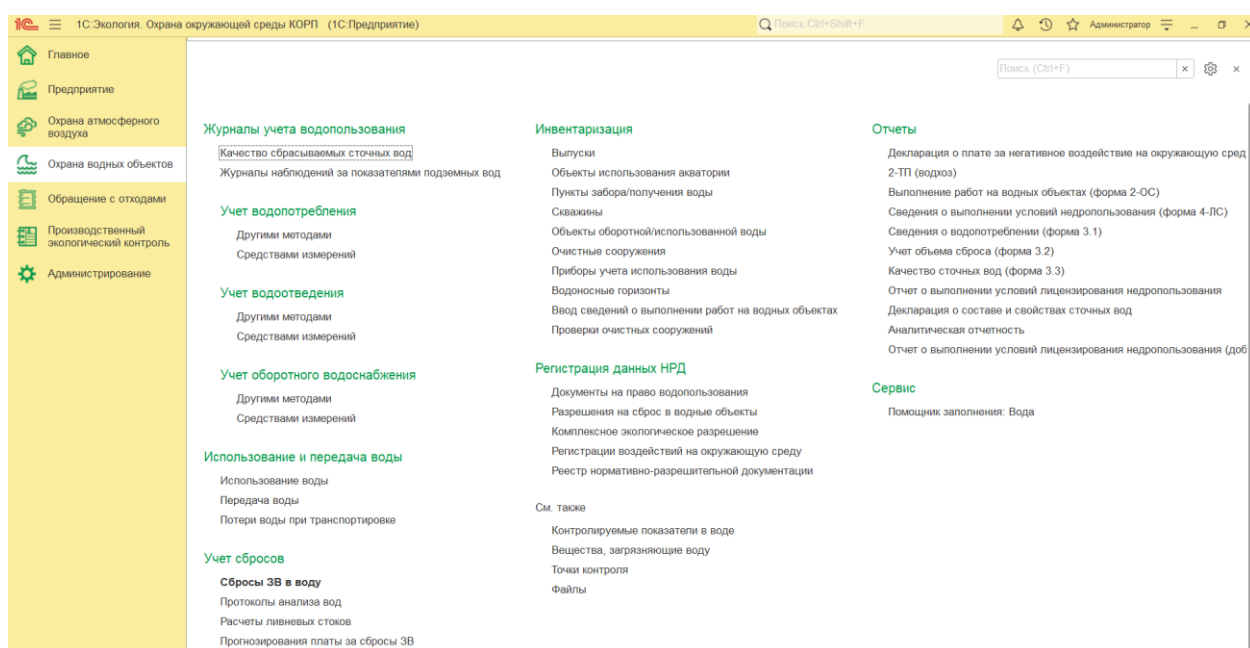 1С:Экология. Охрана окружающей среды КОРП (1С:Предприятие)
Поиск Ctrl+Shift+F
Администратор
Главное
Предприятие
Охрана атмосферного
воздуха
Охрана водных объектов
Обращение с отходами
Производственный
экологический контроль
Администрирование
Поиск (Ctrl+F)
Журналы учета водопользования
Качество сбрасываемых сточных вод
Журналы наблюдений за показателями подземных вод
Учет водопотребления
Другими методами
Средствами измерений
Учет водоотведения
Другими методами
Средствами измерений
Учет оборотного водоснабжения
Другими методами
Средствами измерений
Использование и передача воды
Использование воды
Передача воды
Потери воды при транспортировке
Учет сбросов
Сбросы ЗВ в воду
Протоколы анализа вод
Расчеты ливневых стоков
Прогнозирования платы за сбросы ЗВ
Инвентаризация
Выпуски
Объекты использования акватории
Пункты забора/получения воды
Скважины
Объекты оборотной/использованной воды
Очистные сооружения
Приборы учета использования воды
Водоносные горизонты
Ввод сведений о выполнении работ на водных объектах
Проверки очистных сооружений
Регистрация данных НРД
Документы на право водопользования
Разрешения на сброс в водные объекты
Комплексное экологическое разрешение
Регистрации воздействий на окружающую среду
Реестр нормативно-разрешительной документации
См. также
Контролируемые показатели в воде
Вещества, загрязняющие воду
Точки контроля
Файлы
Отчеты
Декларация о плате за негативное воздействие на окружающую сред
2-ТП (водхоз)
Выполнение работ на водных объектах (форма 2-ОС)
Сведения о выполнении условий недропользования (форма 4-ЛС)
Сведения о водопотреблении (форма 3.1)
Учет объема сброса (форма 3.2)
Качество сточных вод (форма 3.3)
Отчет о выполнении условий лицензирования недропользования
Декларация о составе и свойствах сточных вод
Аналитическая отчетность
Отчет о выполнении условий лицензирования недропользования (доб
Сервис
Помощник заполнения: Вода